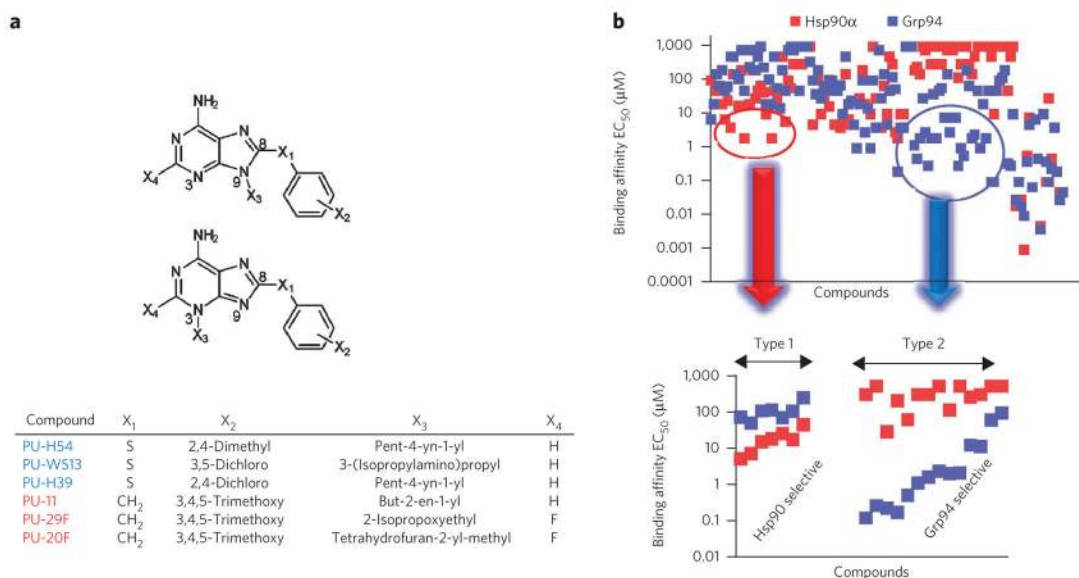 a
NH2
N
N
8
X1
X4
N
3
N
9
X3
X2
NH2
N
N
8
X1
X4
N
3
N
9
X3
X2
Compound X1 X2 X3 X4
PU-H54 S 2,4-Dimethyl Pent-4-yn-1-yl H
PU-WS13 S 3,5-Dichloro 3-(Isopropylamino)propyl H
PU-H39 S 2,4-Dichloro Pent-4-yn-1-yl H
PU-11 CH2 3,4,5-Trimethoxy But-2-en-1-yl H
PU-29F CH2 3,4,5-Trimethoxy 2-Isopropoxyethyl F
PU-20F CH2 3,4,5-Trimethoxy Tetrahydrofuran-2-yl-methyl F
b
Hsp90α Grp94
Binding affinity EC50 (μM)
1,000
100
10
1
0.1
0.01
0.001
0.0001
Compounds
Type 1 Type 2
Binding affinity EC50 (μM)
1,000
100
10
1
0.1
0.01
Hsp90 selective
Grp94 selective
Compounds